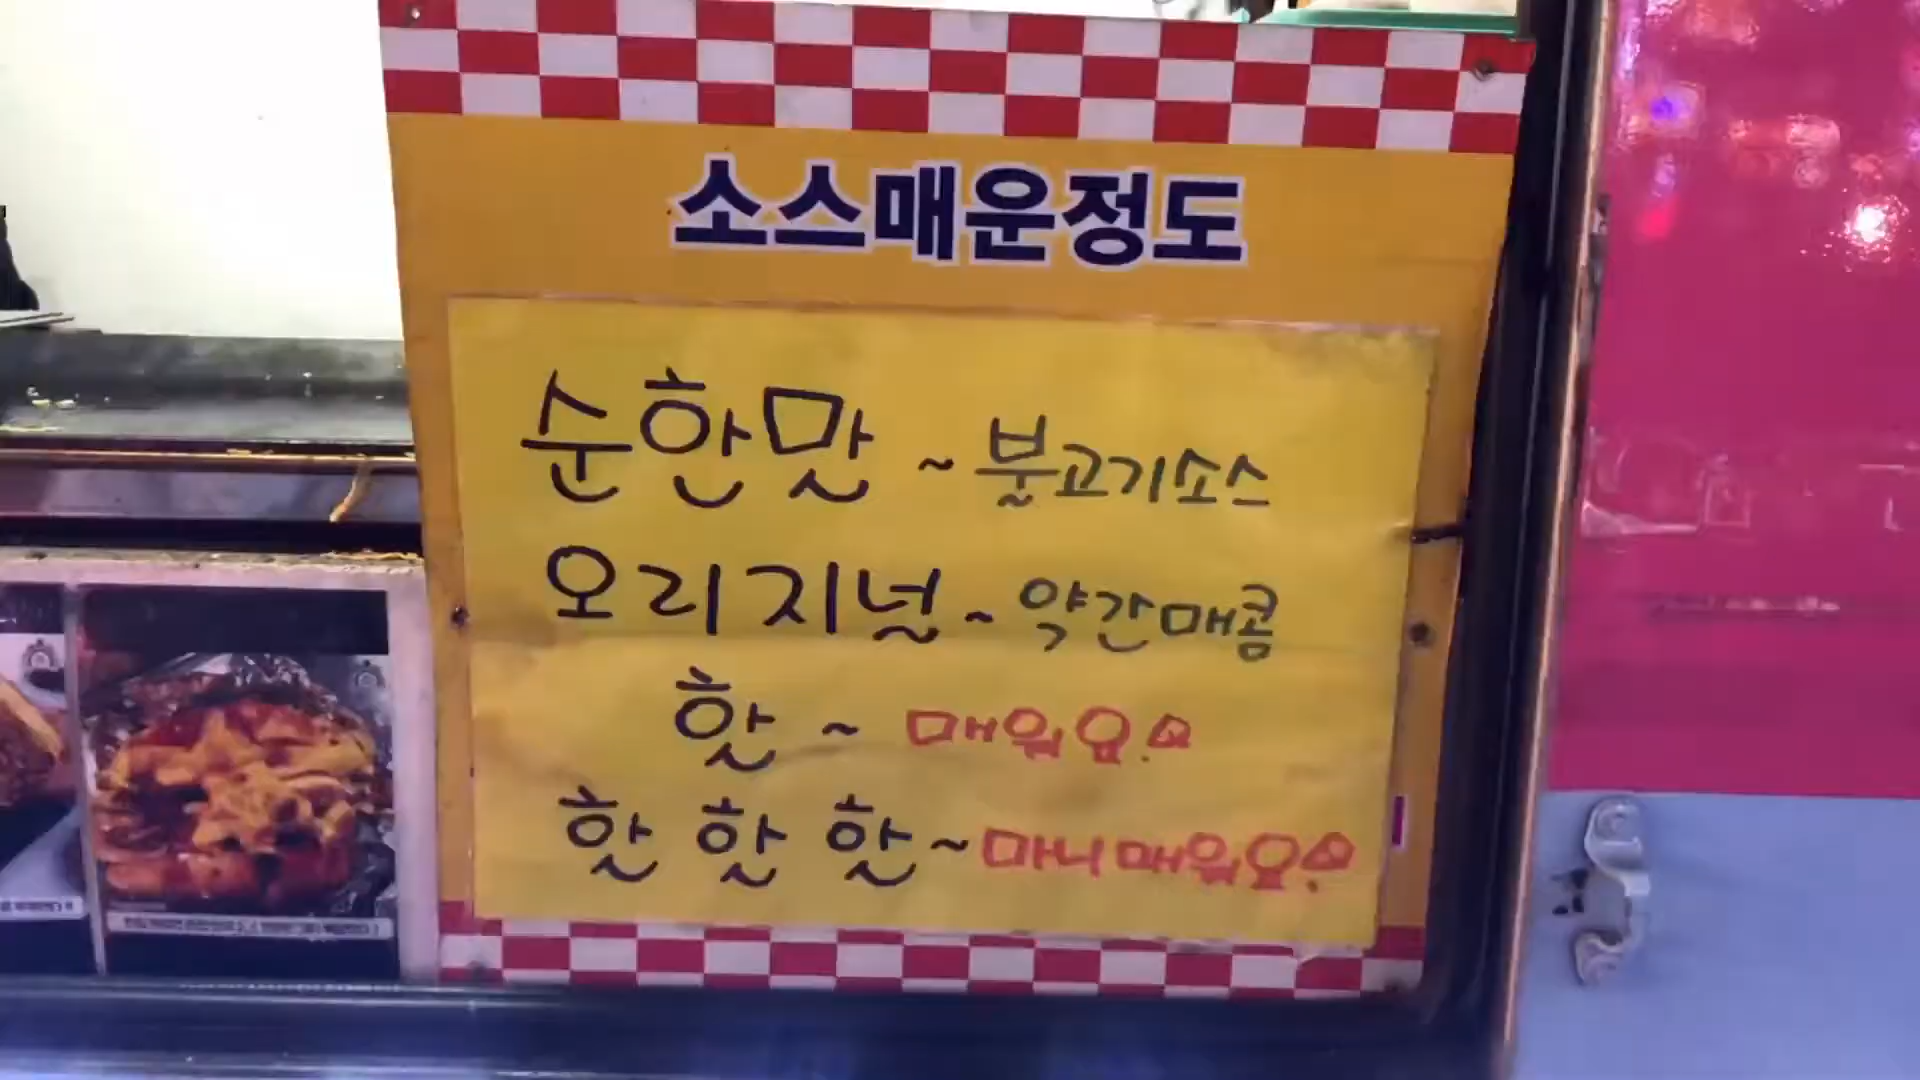 소스매운정도
순한맛 ~ 불고기소스
오리지널 ~ 약간매콤
핫 ~ 매워요
핫 핫 핫 ~ 마니매워요